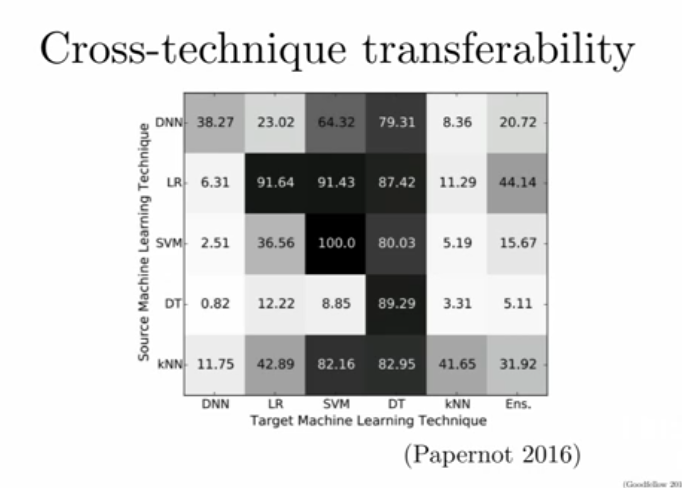 Cross-technique transferability
Source Machine Learning Technique
DNN 38.27 23.02 64.32 79.31 8.36 20.72
LR 6.31 91.64 91.43 87.42 11.29 44.14
SVM 2.51 36.56 100.0 80.03 5.19 15.67
DT 0.82 12.22 8.85 89.29 3.31 5.11
kNN 11.75 42.89 82.16 82.95 41.65 31.92
DNN LR SVM DT kNN Ens.
Target Machine Learning Technique
(Papernot 2016)
(Goodfellow 201